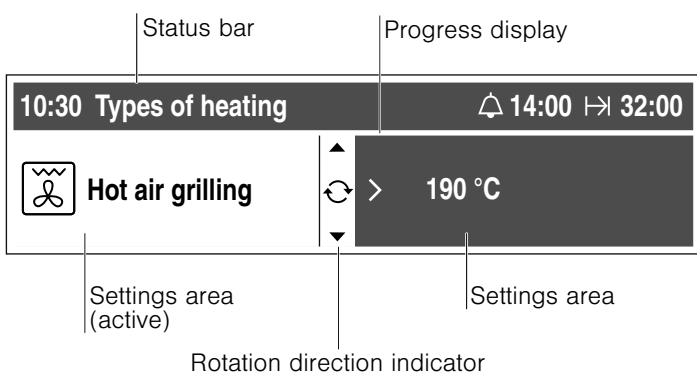 Status bar
Progress display
10:30 Types of heating 14:00 32:00
Hot air grilling > 190 °C
Settings area
(active)
Settings area
Rotation direction indicator